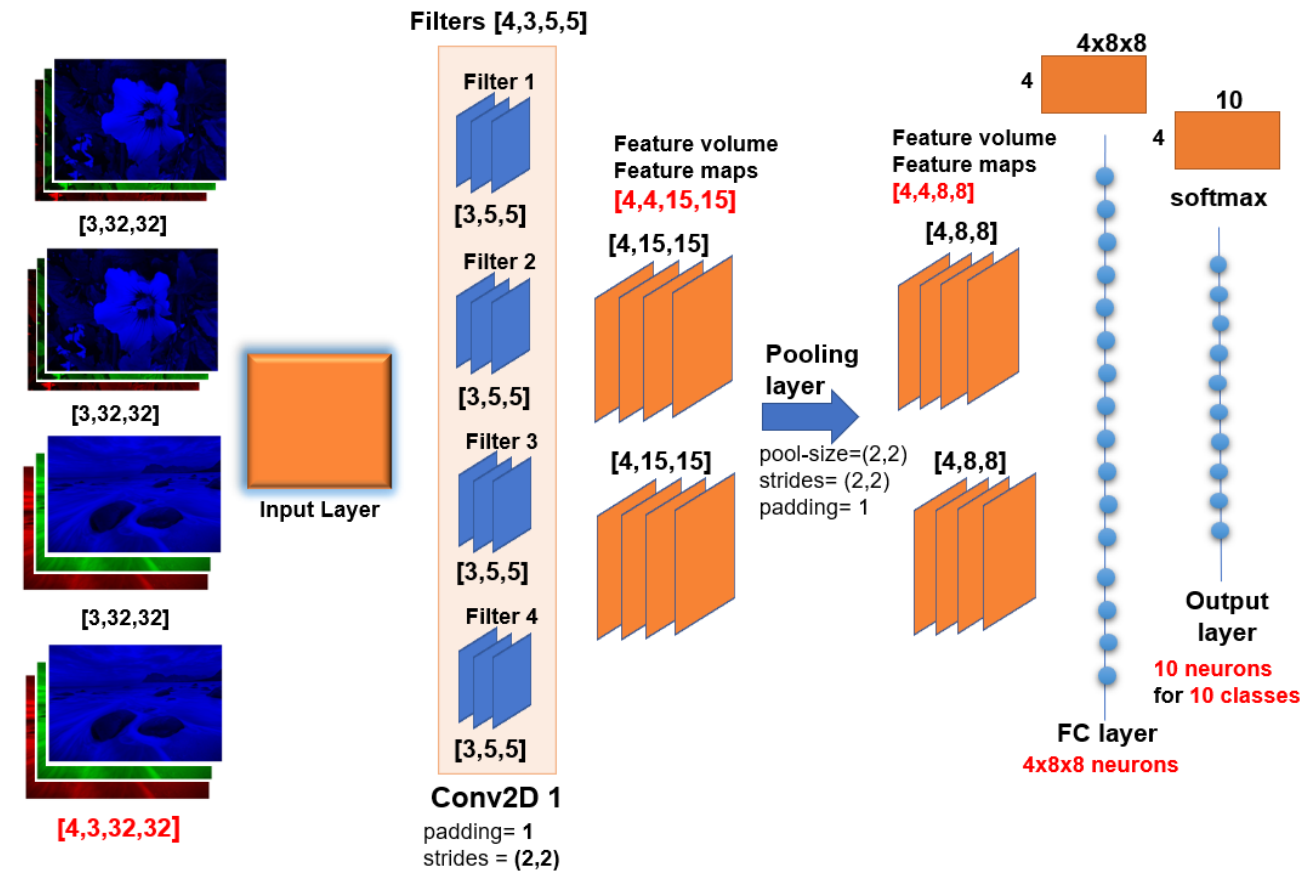 [3,32,32]
[3,32,32]
[3,32,32]
[4,3,32,32]
Input Layer
Filters [4,3,5,5]
Filter 1
[3,5,5]
Filter 2
[3,5,5]
Filter 3
[3,5,5]
Filter 4
[3,5,5]
Conv2D 1
padding= 1
strides = (2,2)
Feature volume
Feature maps
[4,4,15,15]
[4,15,15]
[4,15,15]
Pooling
layer
pool-size=(2,2)
strides= (2,2)
padding= 1
Feature volume
Feature maps
[4,4,8,8]
[4,8,8]
[4,8,8]
4x8x8
4
FC layer
4x8x8 neurons
10
4
softmax
Output
layer
10 neurons
for 10 classes